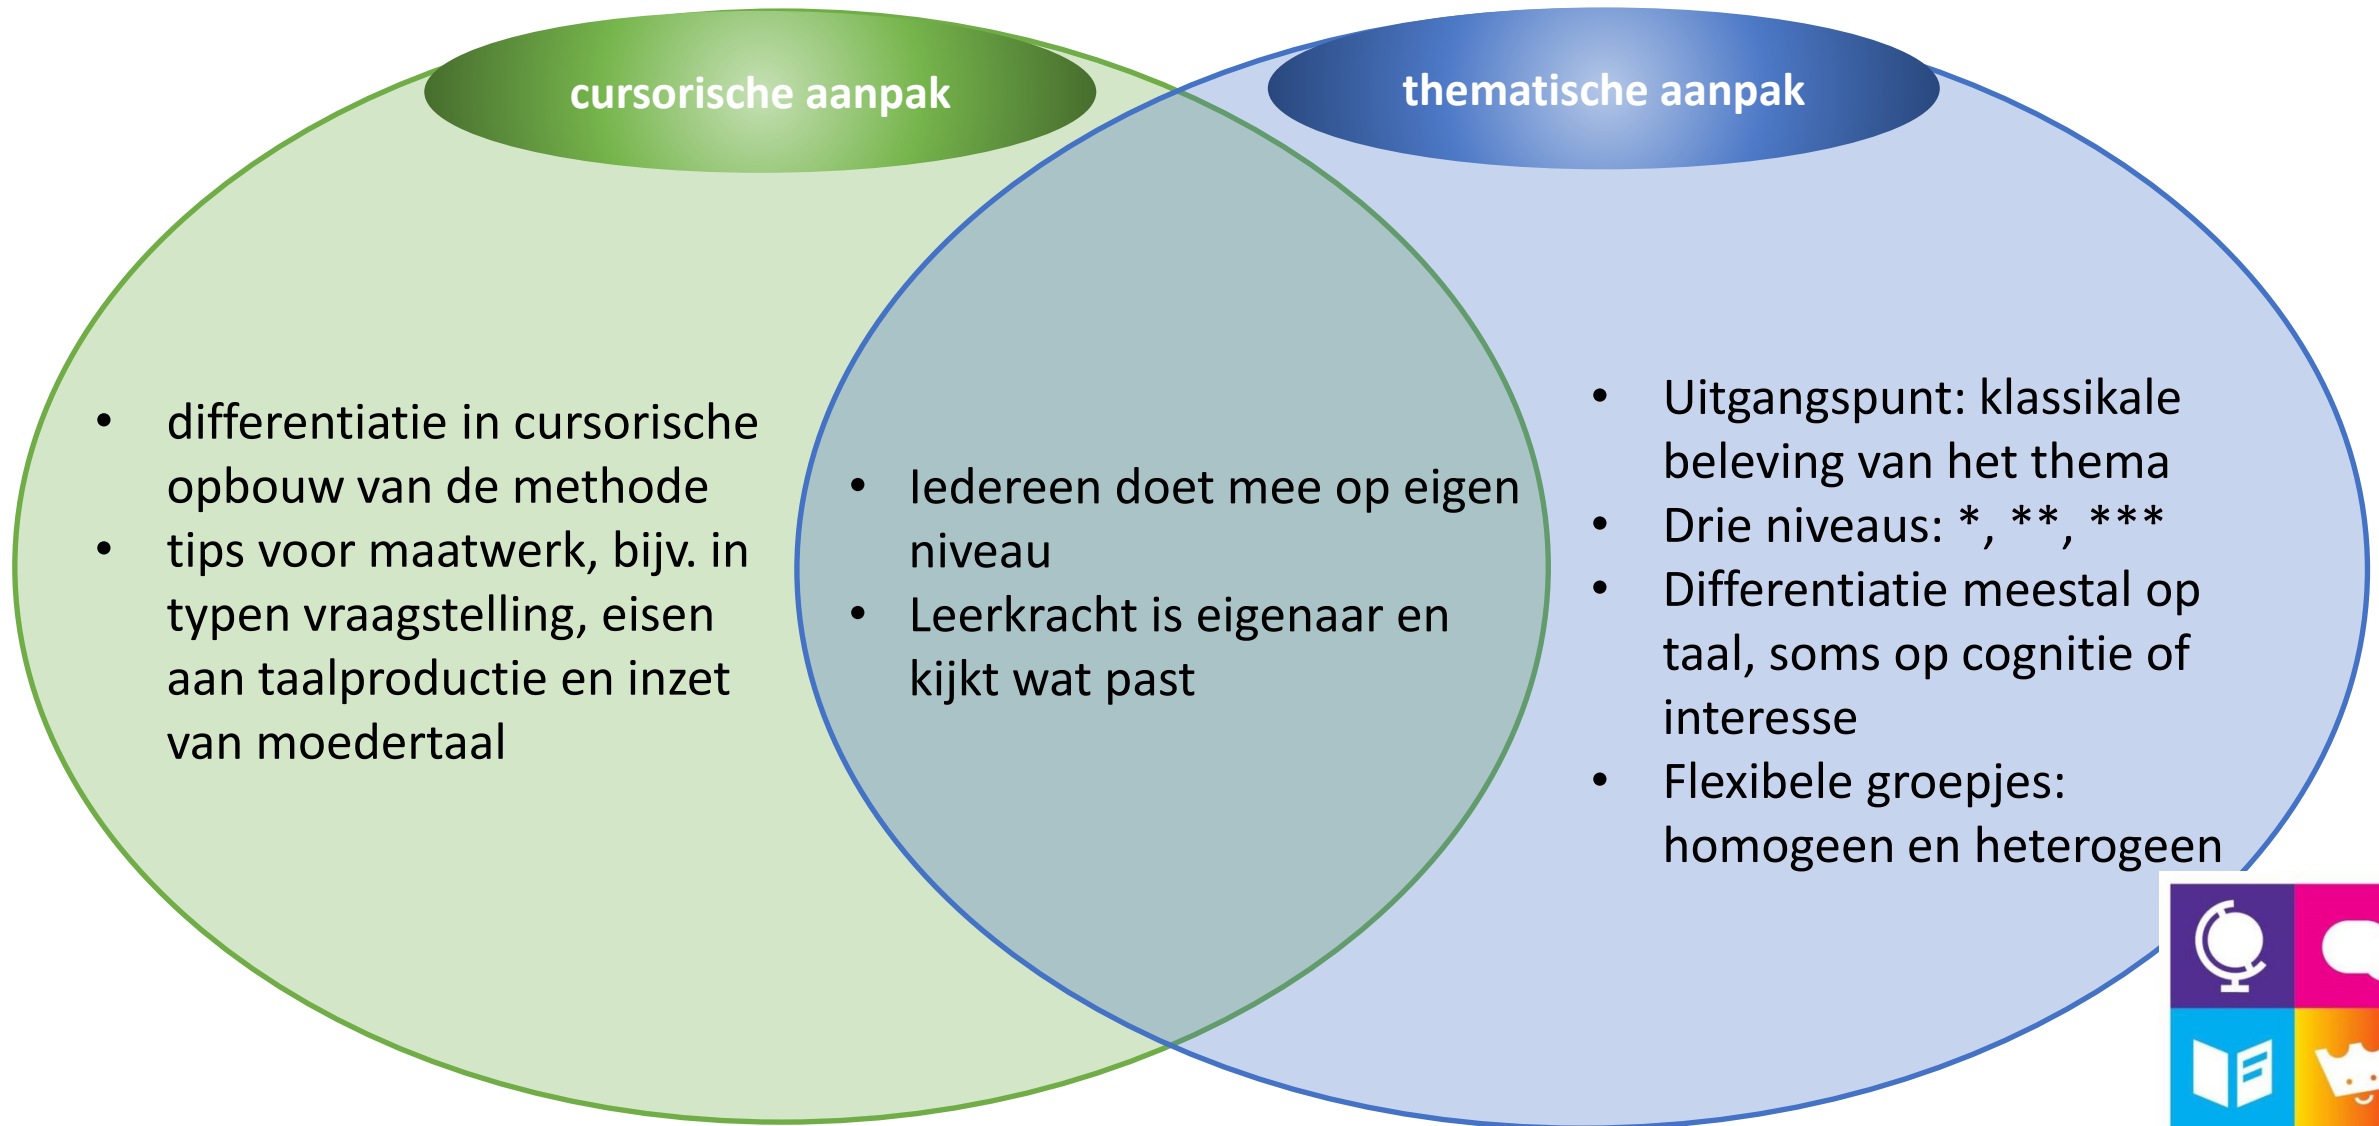 cursorische aanpak
thematische aanpak
• differentiatie in cursorische
opbouw van de methode
• tips voor maatwerk, bijv. in
typen vraagstelling, eisen
aan taalproductie en inzet
van moedertaal
• Iedereen doet mee op eigen
niveau
• Leerkracht is eigenaar en
kijkt wat past
• Uitgangspunt: klassikale
beleving van het thema
• Drie niveaus: *, **, ***
• Differentiatie meestal op
taal, soms op cognitie of
interesse
• Flexibele groepjes:
homogeen en heterogeen